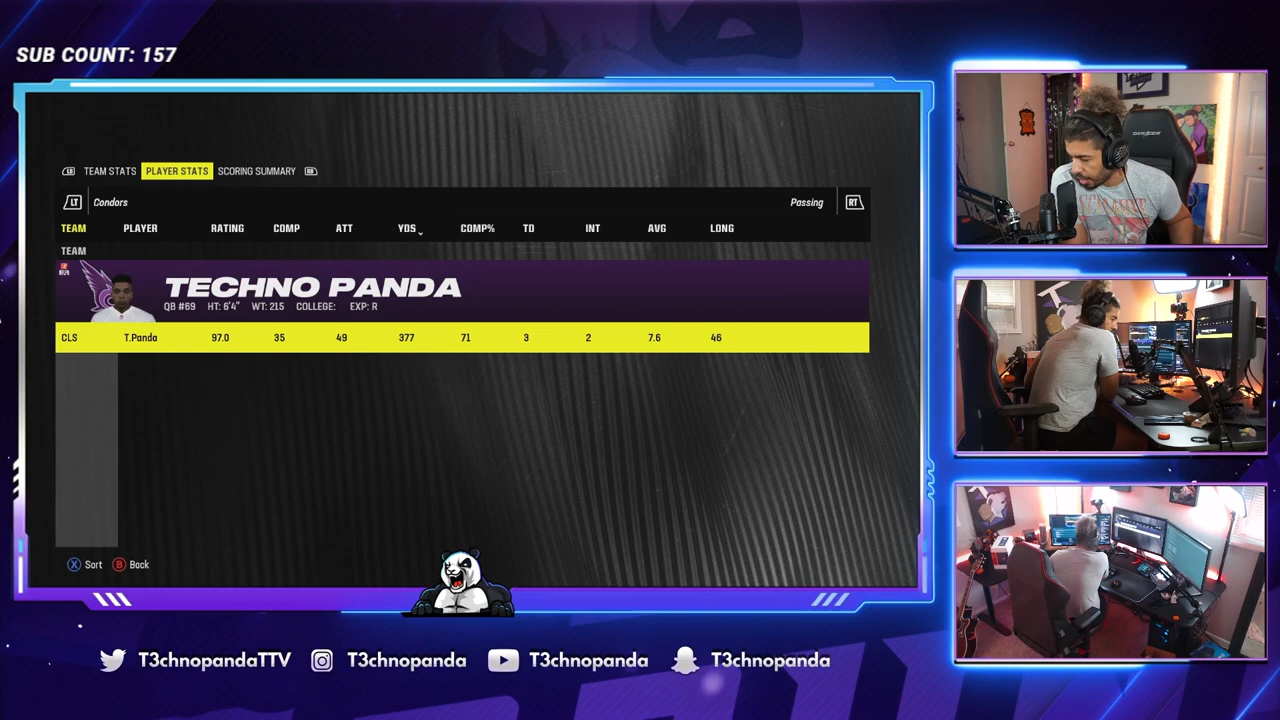 SUB COUNT: 157
LB TEAM STATS PLAYER STATS SCORING SUMMARY RB
LT Condors Passing RT
TEAM PLAYER RATING COMP ATT YDS COMP% TD INT AVG LONG
TEAM
TECHNO PANDA
QB #69 HT: 6'4" WT: 215 COLLEGE: EXP: R
CLS T.Panda 97.0 35 49 377 71 3 2 7.6 46
X Sort B Back
T3chnopandaTTV T3chnopanda T3chnopanda T3chnopanda